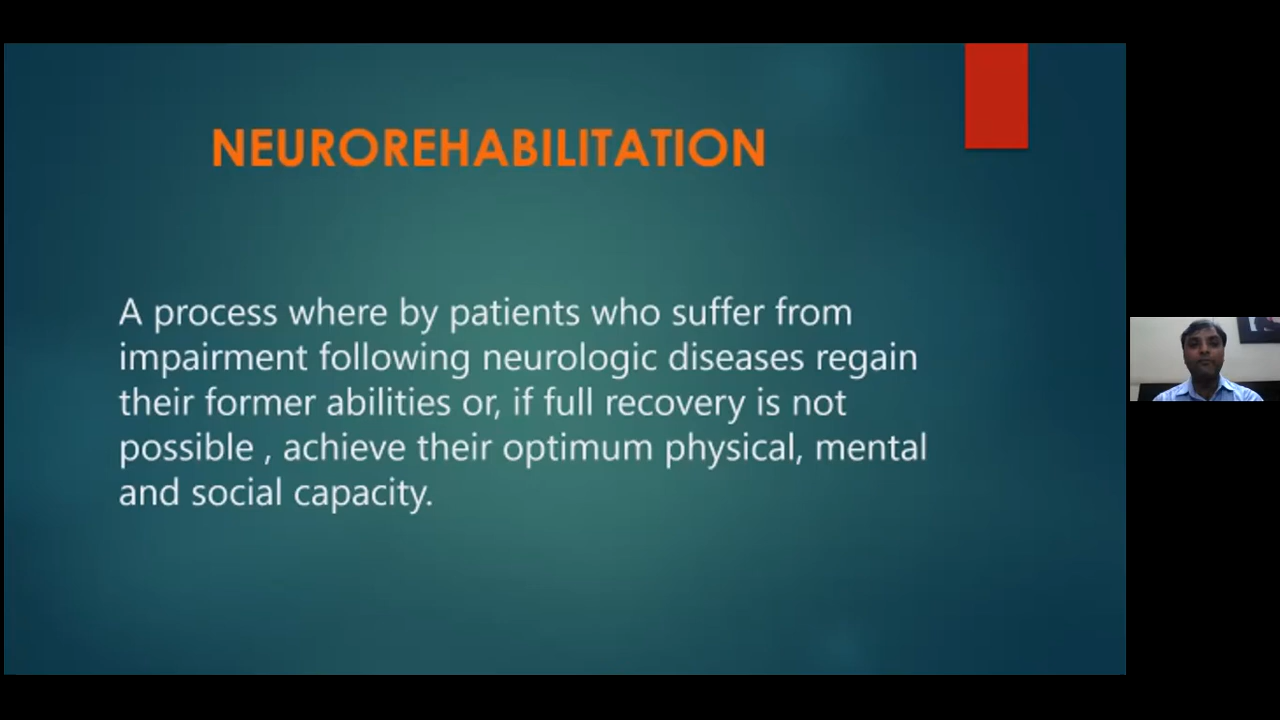 NEUROREHABILITATION
A process where by patients who suffer from
impairment following neurologic diseases regain
their former abilities or, if full recovery is not
possible , achieve their optimum physical, mental
and social capacity.